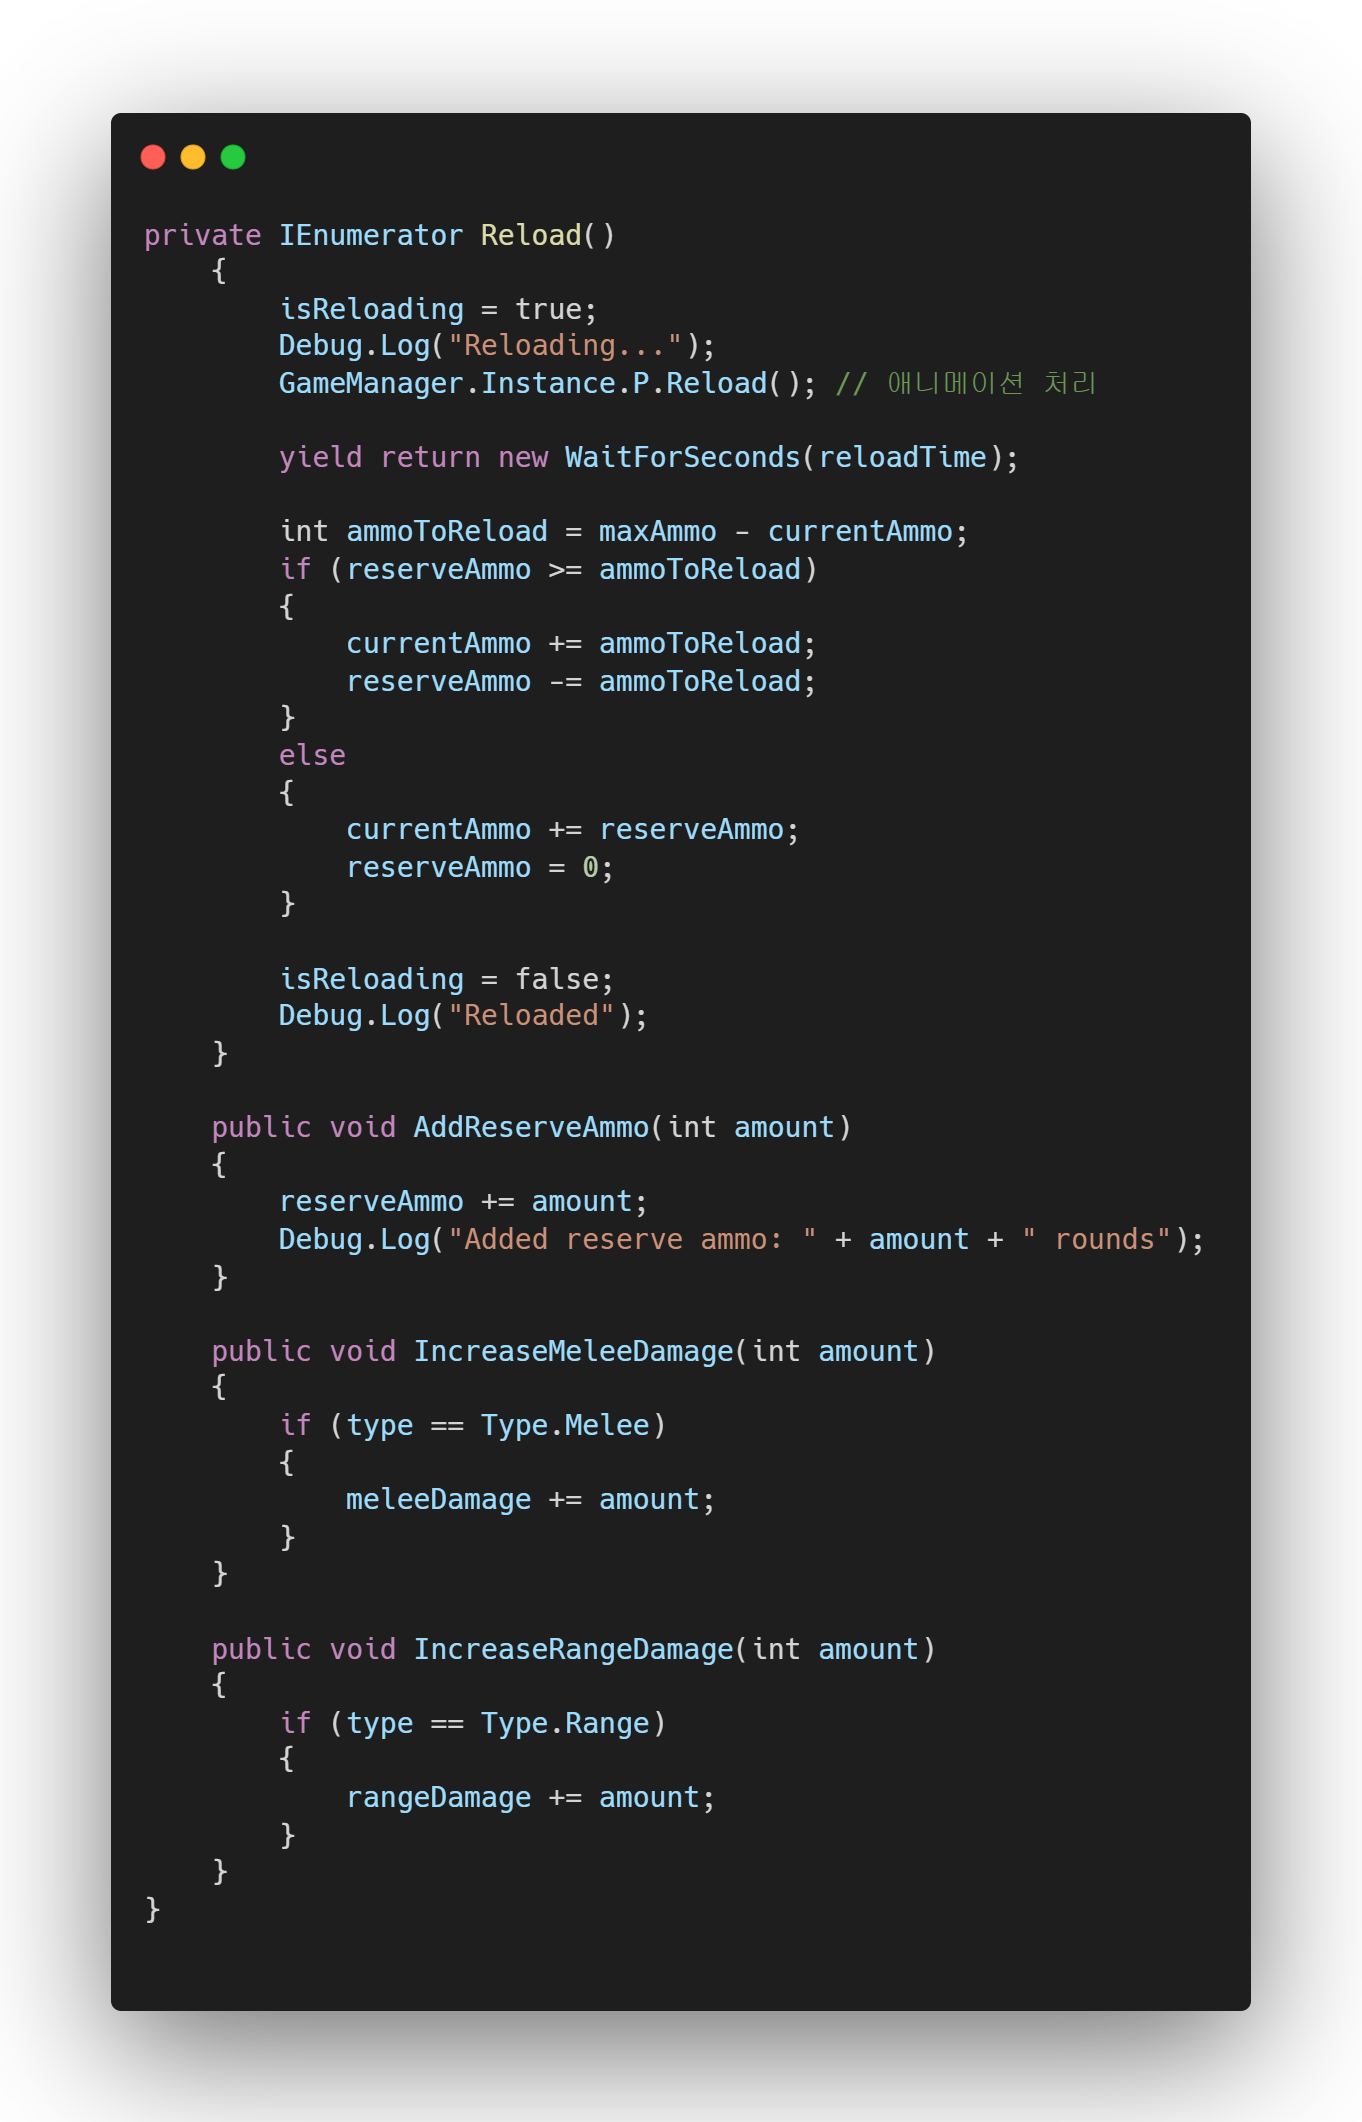 private IEnumerator Reload()
    {
        isReloading = true;
        Debug.Log("Reloading...");
        GameManager.Instance.P.Reload(); // 애니메이션 처리

        yield return new WaitForSeconds(reloadTime);

        int ammoToReload = maxAmmo - currentAmmo;
        if (reserveAmmo >= ammoToReload)
        {
            currentAmmo += ammoToReload;
            reserveAmmo -= ammoToReload;
        }
        else
        {
            currentAmmo += reserveAmmo;
            reserveAmmo = 0;
        }

        isReloading = false;
        Debug.Log("Reloaded");
    }

    public void AddReserveAmmo(int amount)
    {
        reserveAmmo += amount;
        Debug.Log("Added reserve ammo: " + amount + " rounds");
    }

    public void IncreaseMeleeDamage(int amount)
    {
        if (type == Type.Melee)
        {
            meleeDamage += amount;
        }
    }

    public void IncreaseRangeDamage(int amount)
    {
        if (type == Type.Range)
        {
            rangeDamage += amount;
        }
    }
}